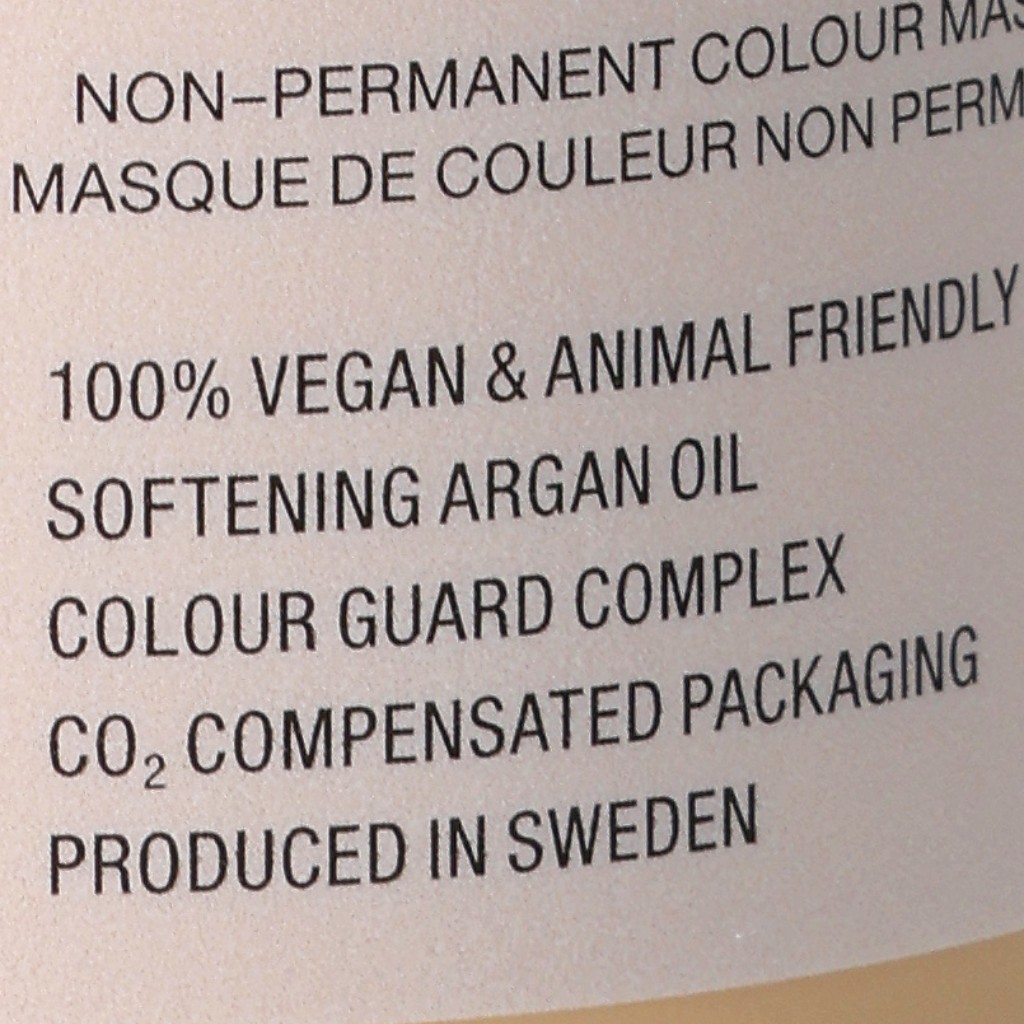 NON-PERMANENT COLOUR
MASQUE DE COULEUR NON
100% VEGAN & ANIMAL FRIENDLY
SOFTENING ARGAN OIL
COLOUR GUARD COMPLEX
CO₂ COMPENSATED PACKAGING
PRODUCED IN SWEDEN